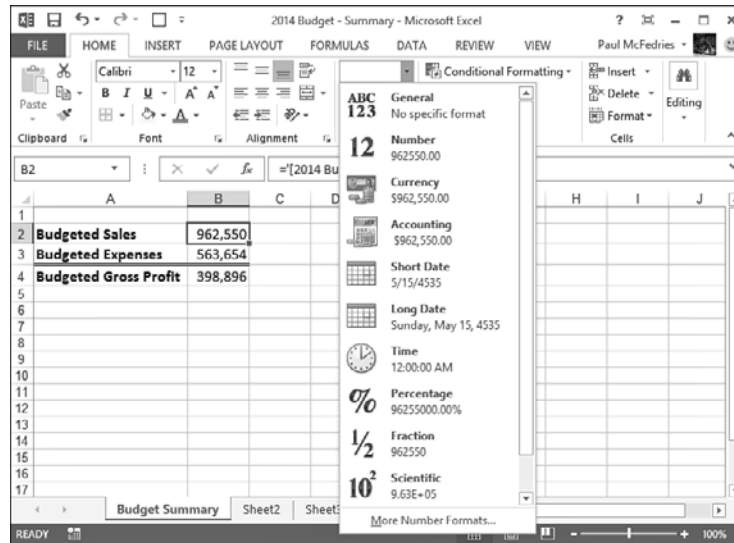 2014 Budget - Summary - Microsoft Excel
FILE HOME INSERT PAGE LAYOUT FORMULAS DATA REVIEW VIEW Paul McFedries
Paste
Calibri 12
B I U
Conditional Formatting
Insert
Delete
Format
Editing
Clipboard Font Alignment Cells
B2 fx ='[2014 Bu
A B C D H I J
1
2 Budgeted Sales 962,550
3 Budgeted Expenses 563,654
4 Budgeted Gross Profit 398,896
5
6
7
8
9
10
11
12
13
14
15
16
17
ABC
123
General
No specific format
12
Number
962550.00
Currency
$962,550.00
Accounting
$962,550.00
Short Date
5/15/4535
Long Date
Sunday, May 15, 4535
Time
12:00:00 AM
%
Percentage
96255000.00%
1/2
Fraction
962550
10²
Scientific
9.63E+05
More Number Formats...
Budget Summary Sheet2 Sheet3
READY 100%